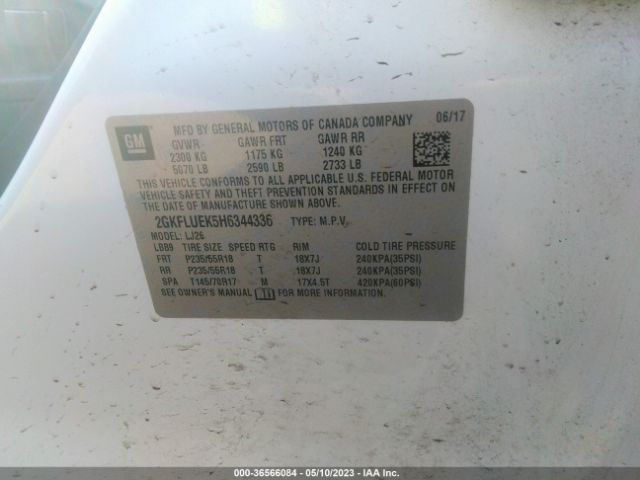 GM
MFD BY GENERAL MOTORS OF CANADA COMPANY 06/17
GVWR GAWR FRT GAWR RR
2300 KG 1175 KG 1240 KG
5070 LB 2590 LB 2733 LB
THIS VEHICLE CONFORMS TO ALL APPLICABLE U.S. FEDERAL MOTOR
VEHICLE SAFETY AND THEFT PREVENTION STANDARDS IN EFFECT ON
THE DATE OF MANUFACTURE SHOWN ABOVE.
2GKFLUEK5H6344336 TYPE: M.P.V.
MODEL: LJ26
LBB9 TIRE SIZE SPEED RTG RIM COLD TIRE PRESSURE
FRT P235/55R18 T 18X7J 240KPA(35PSI)
RR P235/55R18 T 18X7J 240KPA(35PSI)
SPA T145/70R17 M 17X4.5T 420KPA(60PSI)
SEE OWNER'S MANUAL FOR MORE INFORMATION.
000-36566084 — 05/10/2023 — IAA Inc.